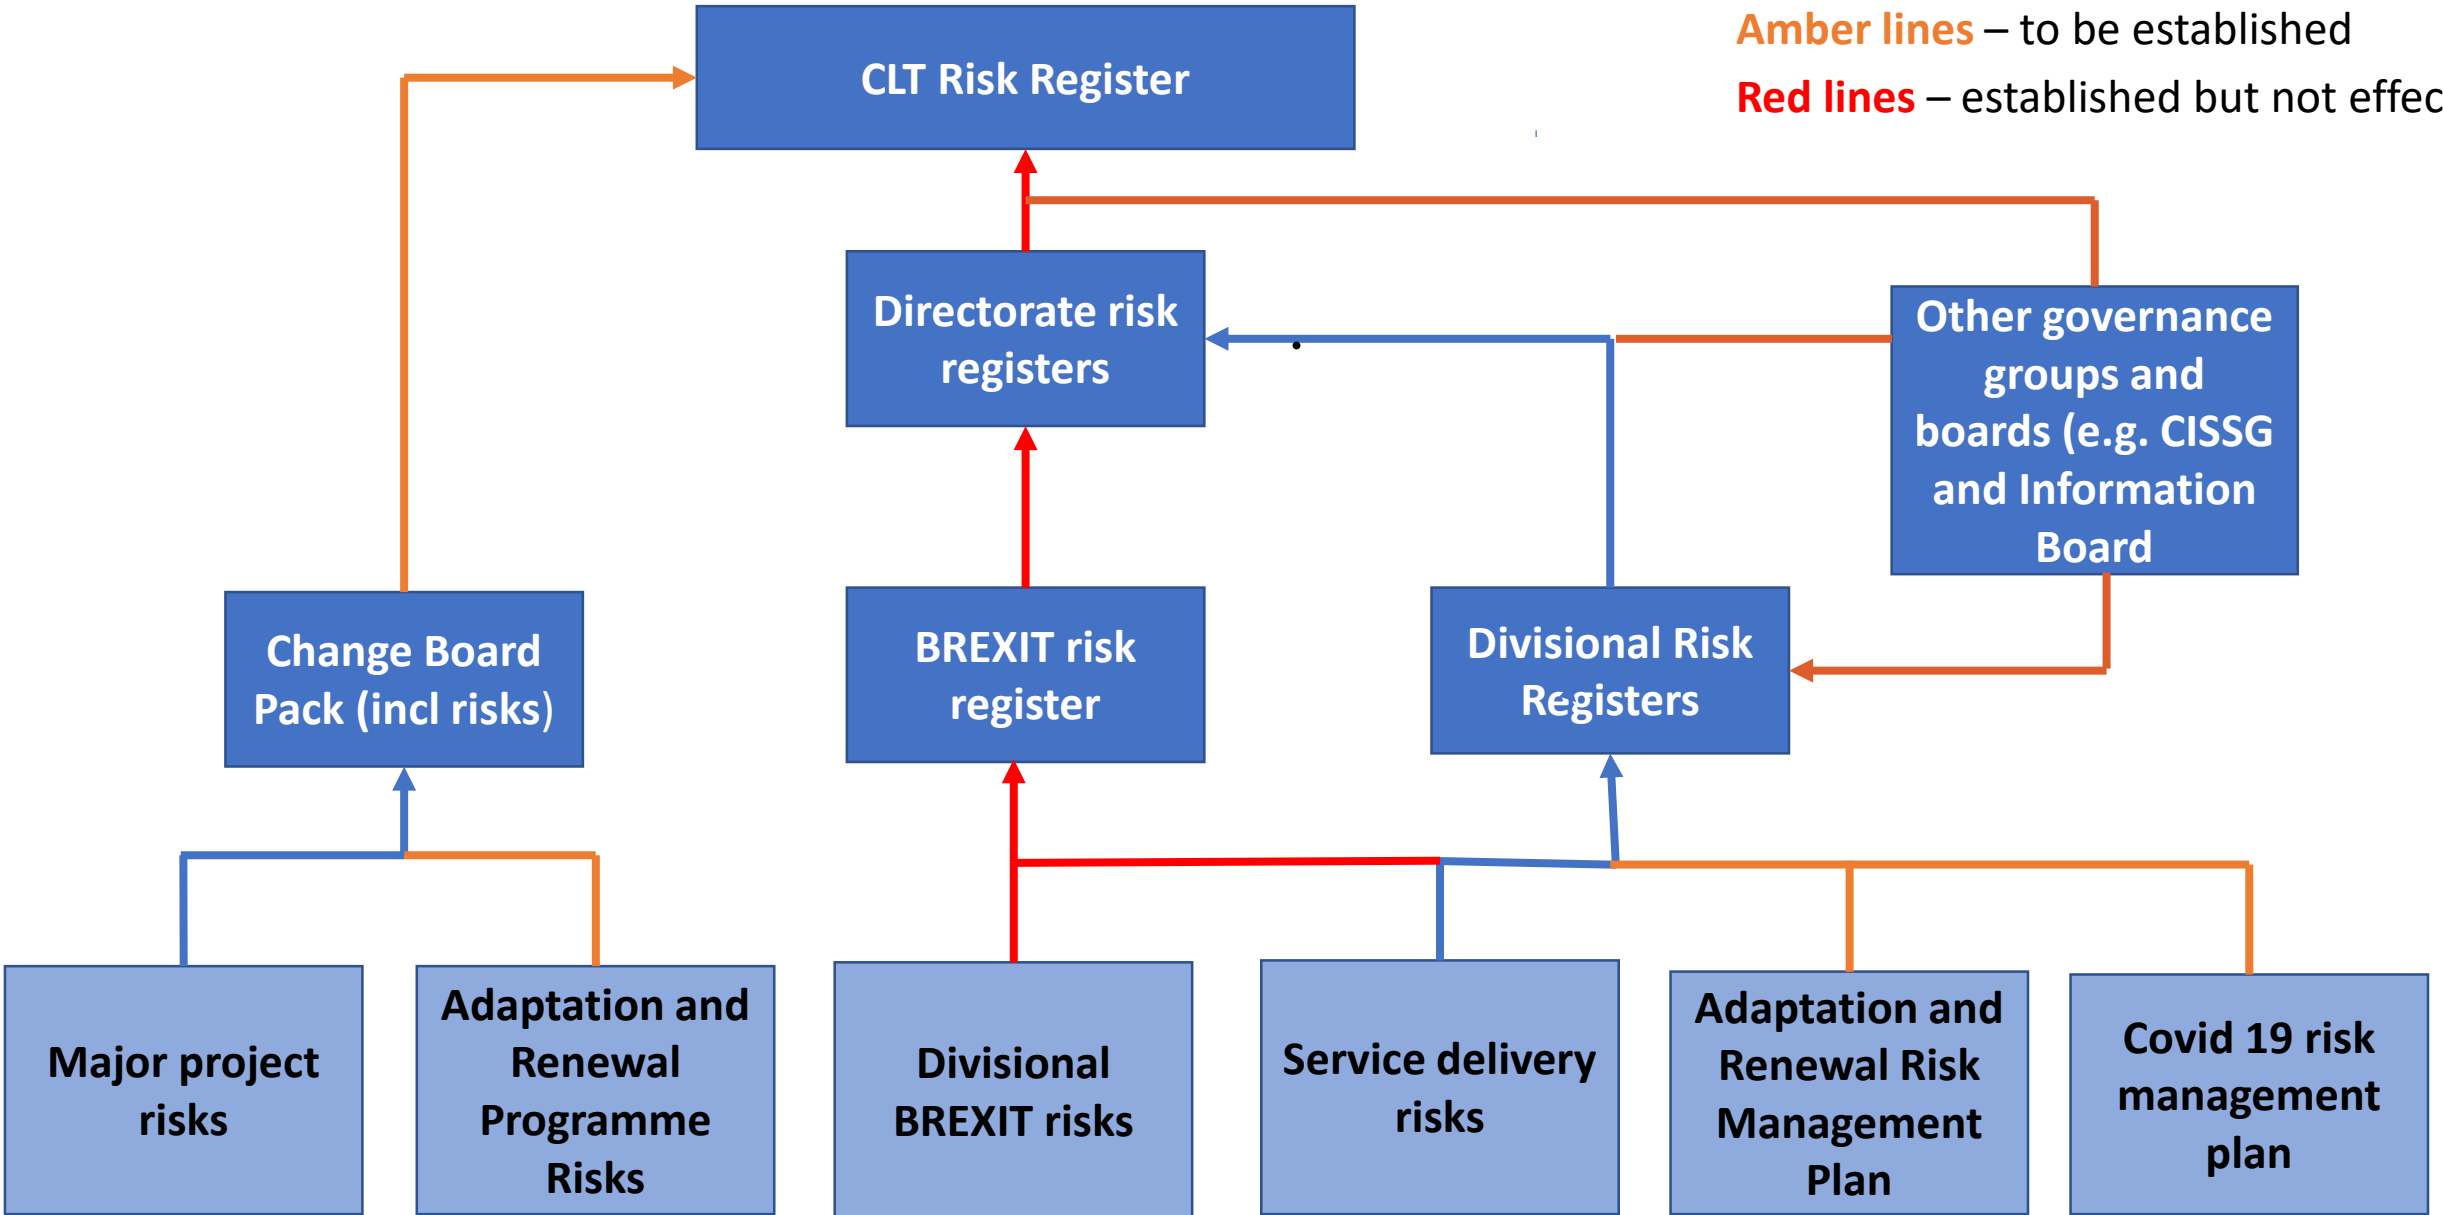 Amber lines – to be established
Red lines – established but not effec
CLT Risk Register
Directorate risk
registers
Other governance
groups and
boards (e.g. CISSG
and Information
Board
Change Board
Pack (incl risks)
BREXIT risk
register
Divisional Risk
Registers
Major project
risks
Adaptation and
Renewal
Programme
Risks
Divisional
BREXIT risks
Service delivery
risks
Adaptation and
Renewal Risk
Management
Plan
Covid 19 risk
management
plan